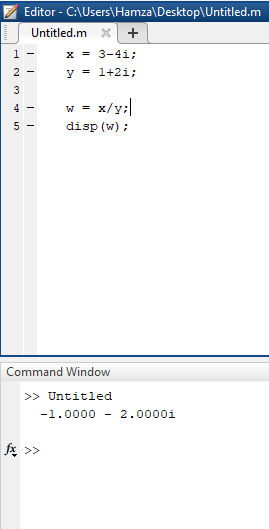 Editor - C:\Users\Hamza\Desktop\Untitled.m
Untitled.m × +
1 − x = 3-4i;
2 − y = 1+2i;
3
4 − w = x/y;
5 − disp(w);
Command Window
>> Untitled
-1.0000 - 2.0000i
fx >>